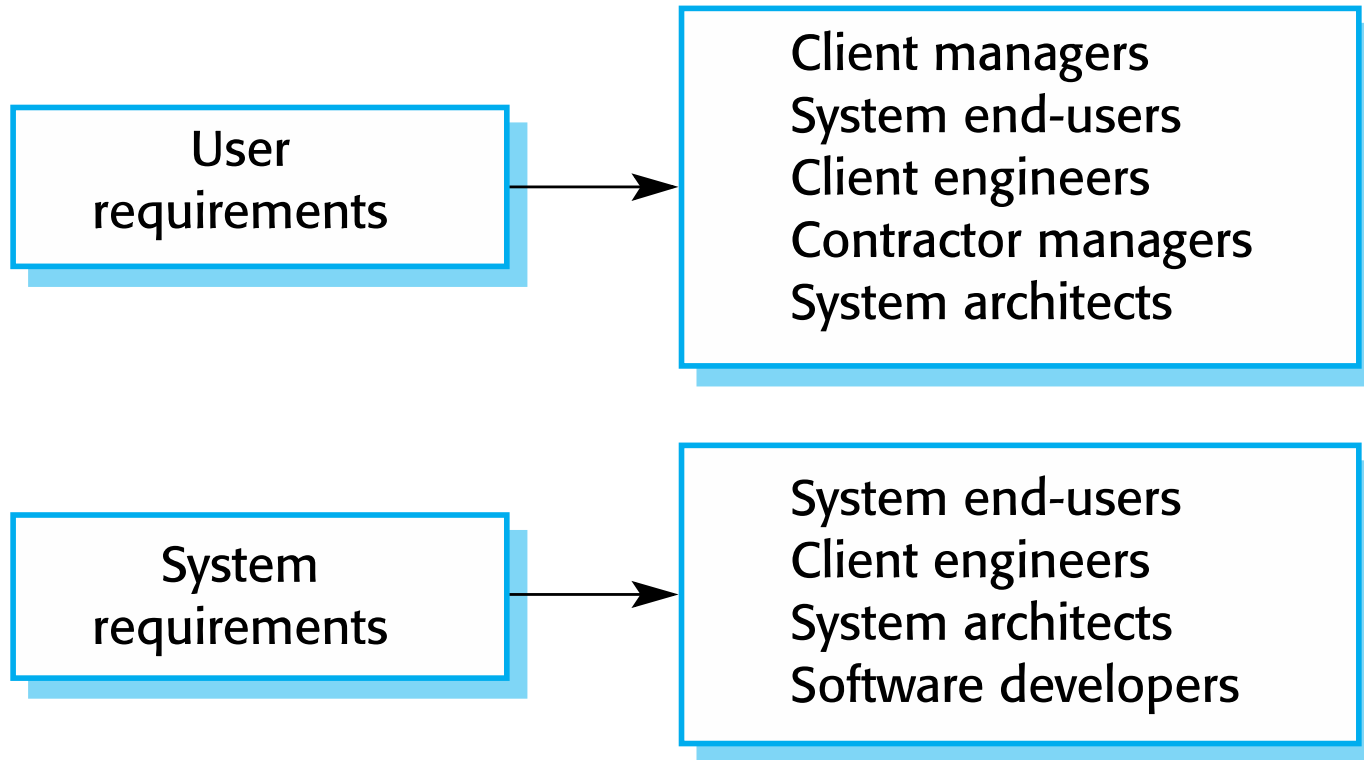 User
requirements
Client managers
System end-users
Client engineers
Contractor managers
System architects
System
requirements
System end-users
Client engineers
System architects
Software developers